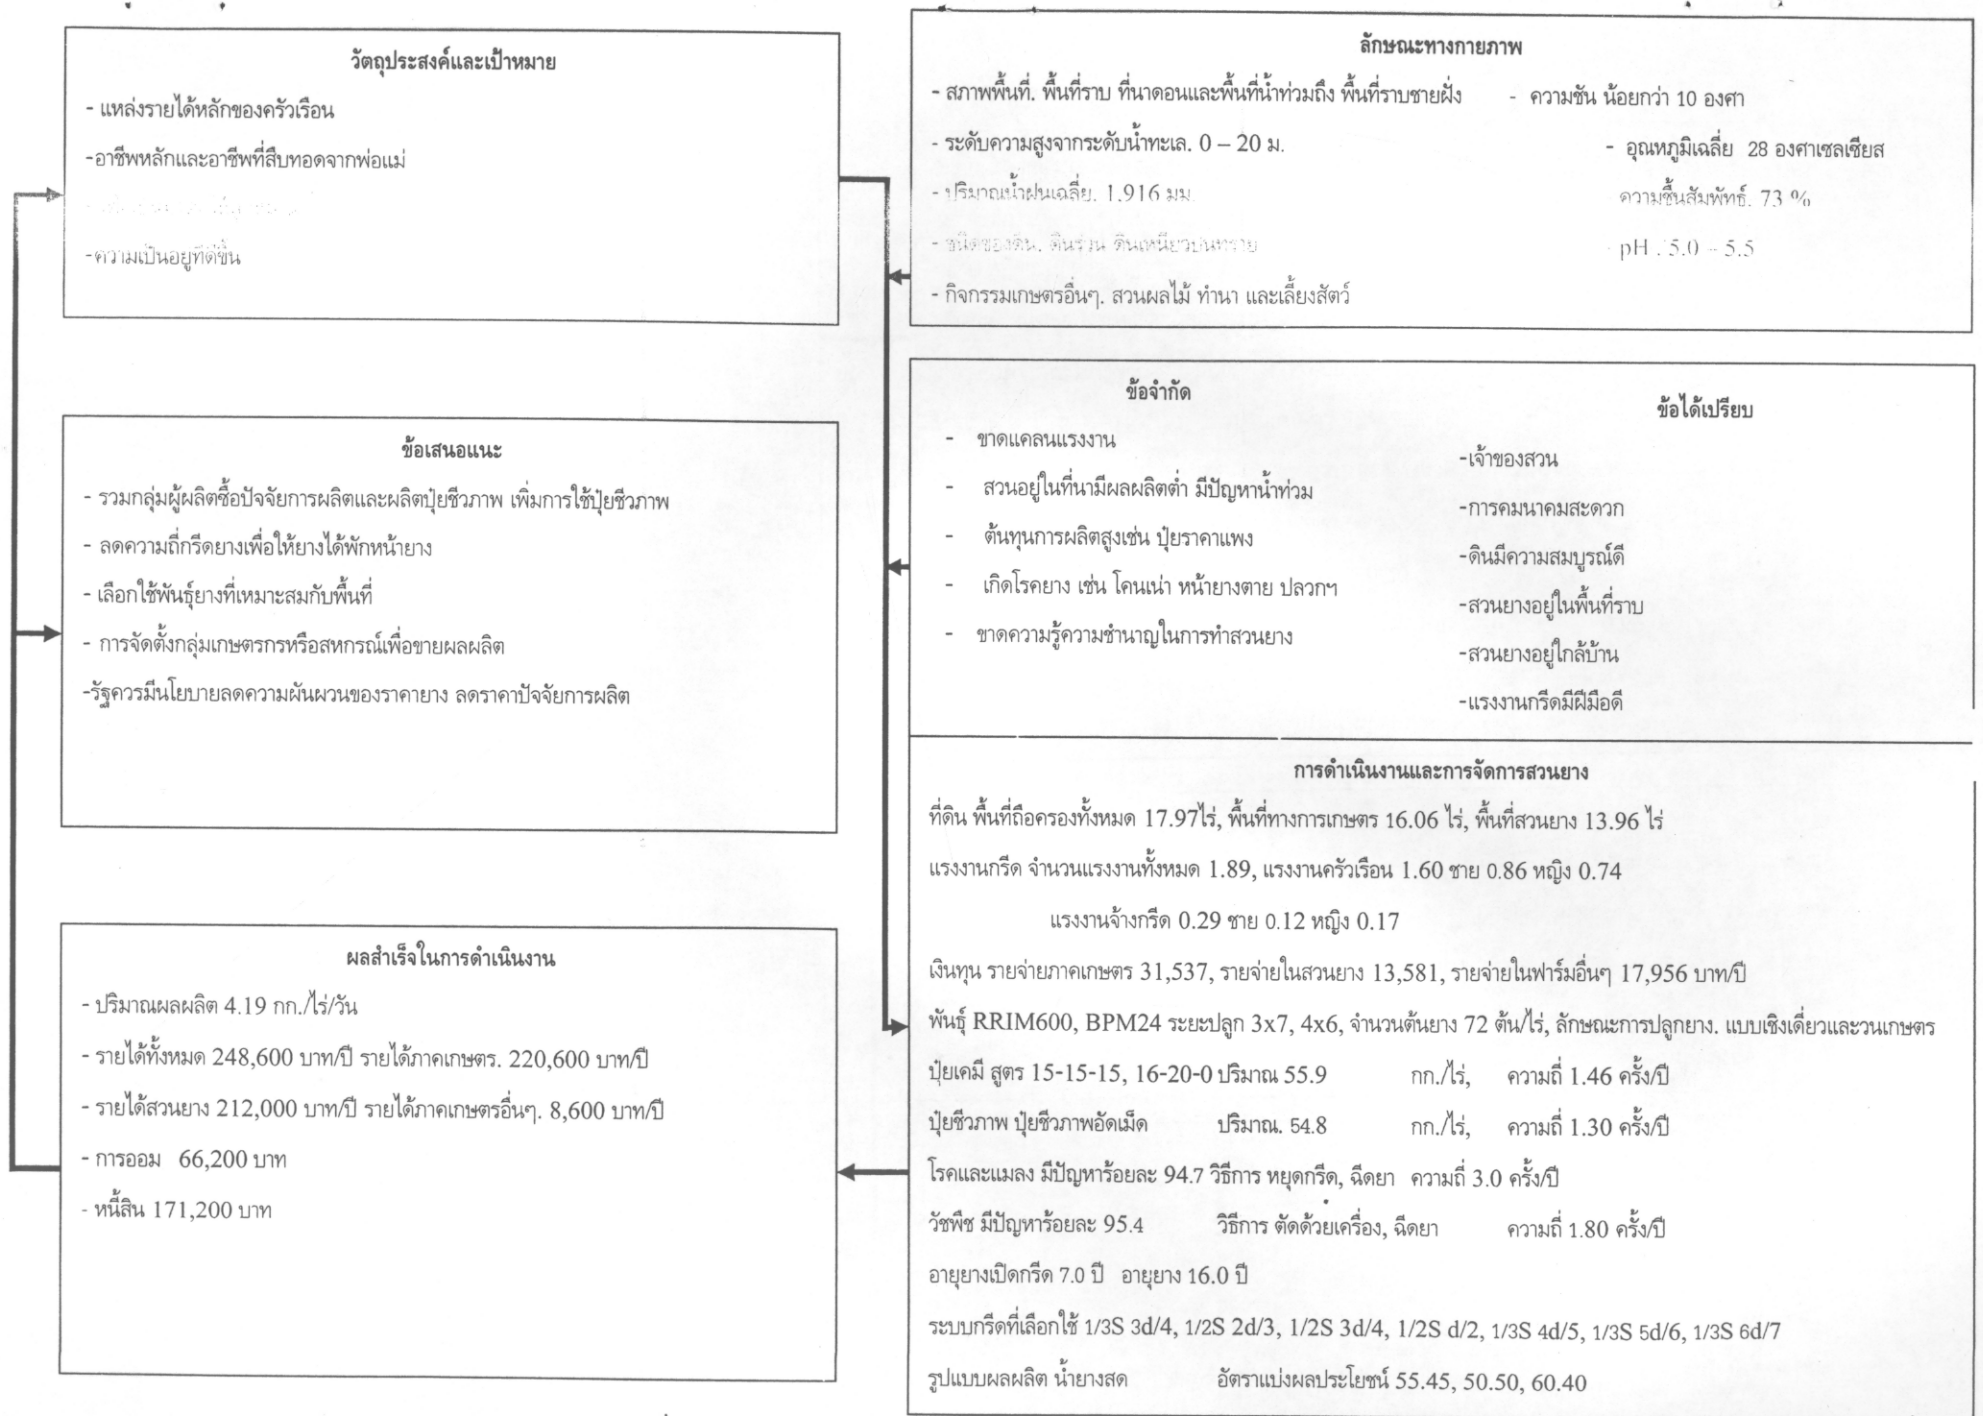 วัตถุประสงค์และเป้าหมาย
- แหล่งรายได้หลักของครัวเรือน
-อาชีพหลักและอาชีพที่สืบทอดจากพ่อแม่
-ความเป็นอยู่ที่ดีขึ้น
ข้อเสนอแนะ
- รวมกลุ่มผู้ผลิตซื้อปัจจัยการผลิตและผลิตปุ๋ยชีวภาพ เพิ่มการใช้ปุ๋ยชีวภาพ
- ลดความถี่กรีดยางเพื่อให้ยางได้พักหน้ายาง
- เลือกใช้พันธุ์ยางที่เหมาะสมกับพื้นที่
- การจัดตั้งกลุ่มเกษตรกรหรือสหกรณ์เพื่อขายผลผลิต
-รัฐควรมีนโยบายลดความผันผวนของราคายาง ลดราคาปัจจัยการผลิต
ผลสำเร็จในการดำเนินงาน
- ปริมาณผลผลิต 4.19 กก./ไร่/วัน
- รายได้ทั้งหมด 248,600 บาท/ปี รายได้ภาคเกษตร. 220,600 บาท/ปี
- รายได้สวนยาง 212,000 บาท/ปี รายได้ภาคเกษตรอื่นๆ. 8,600 บาท/ปี
- การออม 66,200 บาท
- หนี้สิน 171,200 บาท
ลักษณะทางกายภาพ
- สภาพพื้นที่. พื้นที่ราบ ที่นาดอนและพื้นที่น้ำท่วมถึง พื้นที่ราบชายฝั่ง - ความชัน น้อยกว่า 10 องศา
- ระดับความสูงจากระดับน้ำทะเล. 0 – 20 ม. - อุณหภูมิเฉลี่ย 28 องศาเซลเซียส
- ปริมาณน้ำฝนเฉลี่ย. 1,916 มม. ความชื้นสัมพัทธ์. 73 %
- ชนิดของดิน. ดินร่วน ดินเหนียวปนทราย - pH . 5.0 – 5.5
- กิจกรรมเกษตรอื่นๆ. สวนผลไม้ ทำนา และเลี้ยงสัตว์
ข้อจำกัด
- ขาดแคลนแรงงาน
- สวนอยู่ในที่นามีผลผลิตต่ำ มีปัญหาน้ำท่วม
- ต้นทุนการผลิตสูงเช่น ปุ๋ยราคาแพง
- เกิดโรคยาง เช่น โคนเน่า หน้ายางตาย ปลวกฯ
- ขาดความรู้ความชำนาญในการทำสวนยาง
ข้อได้เปรียบ
-เจ้าของสวน
-การคมนาคมสะดวก
-ดินมีความสมบูรณ์ดี
-สวนยางอยู่ในพื้นที่ราบ
-สวนยางอยู่ใกล้บ้าน
-แรงงานกรีดมีฝีมือดี
การดำเนินงานและการจัดการสวนยาง
ที่ดิน พื้นที่ถือครองทั้งหมด 17.97ไร่, พื้นที่ทางการเกษตร 16.06 ไร่, พื้นที่สวนยาง 13.96 ไร่
แรงงานกรีด จำนวนแรงงานทั้งหมด 1.89, แรงงานครัวเรือน 1.60 ชาย 0.86 หญิง 0.74
แรงงานจ้างกรีด 0.29 ชาย 0.12 หญิง 0.17
เงินทุน รายจ่ายภาคเกษตร 31,537, รายจ่ายในสวนยาง 13,581, รายจ่ายในฟาร์มอื่นๆ 17,956 บาท/ปี
พันธุ์ RRIM600, BPM24 ระยะปลูก 3x7, 4x6, จำนวนต้นยาง 72 ต้น/ไร่, ลักษณะการปลูกยาง. แบบเชิงเดี่ยวและวนเกษตร
ปุ๋ยเคมี สูตร 15-15-15, 16-20-0 ปริมาณ 55.9 กก./ไร่, ความถี่ 1.46 ครั้ง/ปี
ปุ๋ยชีวภาพ ปุ๋ยชีวภาพอัดเม็ด ปริมาณ. 54.8 กก./ไร่, ความถี่ 1.30 ครั้ง/ปี
โรคและแมลง มีปัญหาร้อยละ 94.7 วิธีการ หยุดกรีด, ฉีดยา ความถี่ 3.0 ครั้ง/ปี
วัชพืช มีปัญหาร้อยละ 95.4 วิธีการ ตัดด้วยเครื่อง, ฉีดยา ความถี่ 1.80 ครั้ง/ปี
อายุยางเปิดกรีด 7.0 ปี อายุยาง 16.0 ปี
ระบบกรีดที่เลือกใช้ 1/3S 3d/4, 1/2S 2d/3, 1/2S 3d/4, 1/2S d/2, 1/3S 4d/5, 1/3S 5d/6, 1/3S 6d/7
รูปแบบผลผลิต น้ำยางสด อัตราแบ่งผลประโยชน์ 55.45, 50.50, 60.40